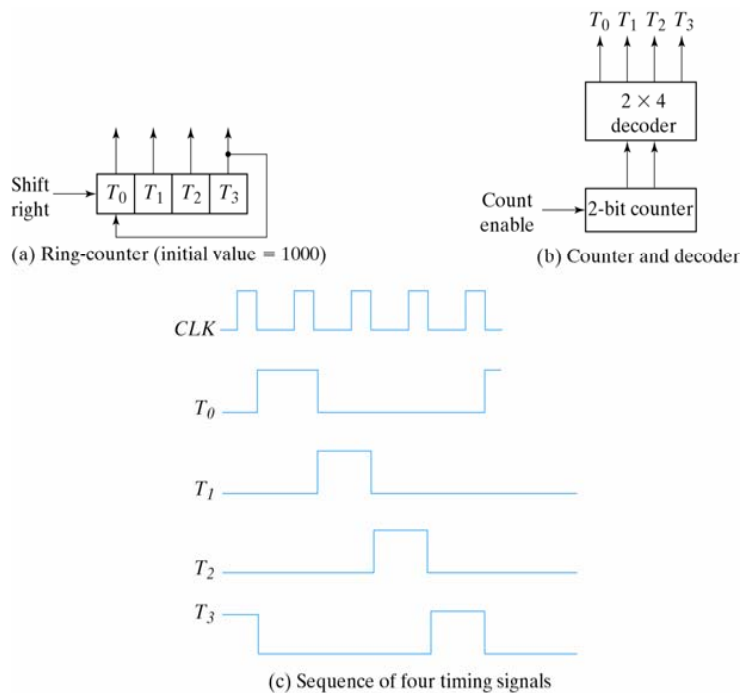 T0 T1 T2 T3
2 × 4
decoder
Shift
right
T0 T1 T2 T3
Count
enable
2-bit counter
(a) Ring-counter (initial value = 1000)
(b) Counter and decoder
CLK
T0
T1
T2
T3
(c) Sequence of four timing signals